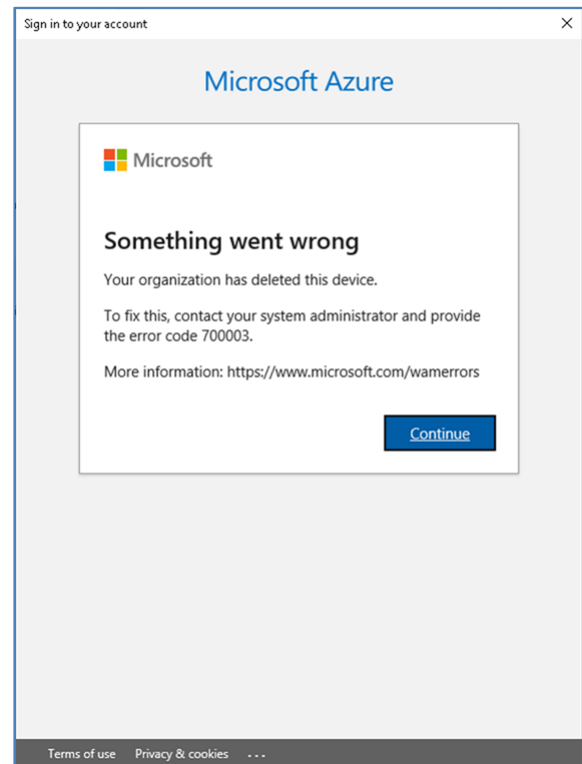 Sign in to your account
Microsoft Azure
Microsoft
Something went wrong
Your organization has deleted this device.
To fix this, contact your system administrator and provide
the error code 700003.
More information: https://www.microsoft.com/wamerrors
Continue
Terms of use Privacy & cookies ...